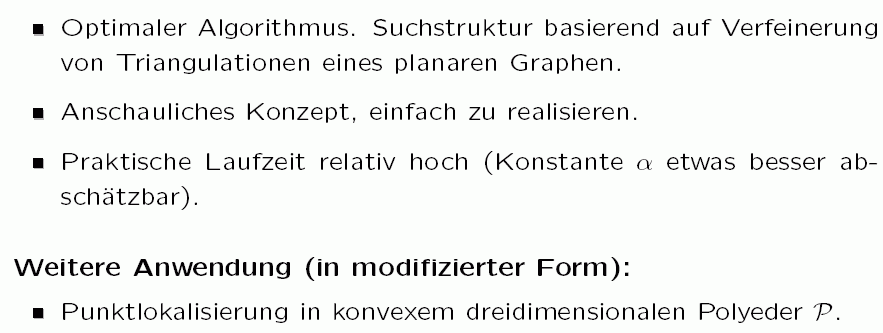 ▪ Optimaler Algorithmus. Suchstruktur basierend auf Verfeinerung
von Triangulationen eines planaren Graphen.
▪ Anschauliches Konzept, einfach zu realisieren.
▪ Praktische Laufzeit relativ hoch (Konstante α etwas besser ab-
schätzbar).
Weitere Anwendung (in modifizierter Form):
▪ Punktlokalisierung in konvexem dreidimensionalen Polyeder 𝒫.